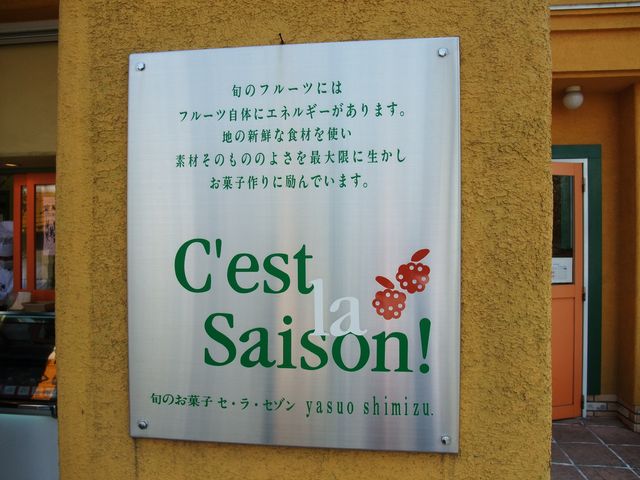 旬のフルーツには
フルーツ自体にエネルギーがあります。
地の新鮮な食材を使い
素材そのもののよさを最大限に生かし
お菓子作りに励んでいます。
C'est
la
Saison!
旬のお菓子 セ・ラ・セゾン yasuo shimizu.